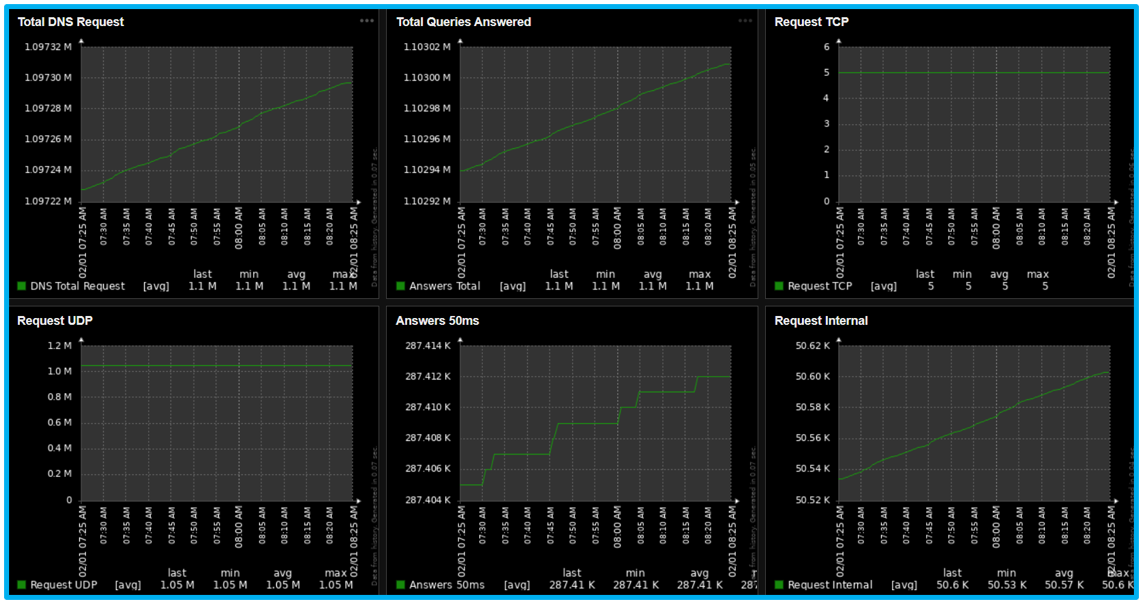 Total DNS Request
1.09732 M
1.09730 M
1.09728 M
1.09726 M
1.09724 M
1.09722 M
02/01 07:25 AM
07:30 AM
07:35 AM
07:40 AM
07:45 AM
07:50 AM
07:55 AM
08:00 AM
08:05 AM
08:10 AM
08:15 AM
08:20 AM
02/01 08:25 AM
last min avg max
DNS Total Request [avg] 1.1 M 1.1 M 1.1 M 1.1 M
Data from history. Generated in 0.07 sec.
Total Queries Answered
1.10302 M
1.10300 M
1.10298 M
1.10296 M
1.10294 M
1.10292 M
02/01 07:25 AM
07:30 AM
07:35 AM
07:40 AM
07:45 AM
07:50 AM
07:55 AM
08:00 AM
08:05 AM
08:10 AM
08:15 AM
08:20 AM
02/01 08:25 AM
last min avg max
Answers Total [avg] 1.1 M 1.1 M 1.1 M 1.1 M
Data from history. Generated in 0.05 sec.
Request TCP
6
5
4
3
2
1
0
02/01 07:25 AM
07:30 AM
07:35 AM
07:40 AM
07:45 AM
07:50 AM
07:55 AM
08:00 AM
08:05 AM
08:10 AM
08:15 AM
08:20 AM
02/01 08:25 AM
last min avg max
Request TCP [avg] 5 5 5 5
Data from history. Generated in
Request UDP
1.2 M
1.0 M
0.8 M
0.6 M
0.4 M
0.2 M
0
02/01 07:25 AM
07:30 AM
07:35 AM
07:40 AM
07:45 AM
07:50 AM
07:55 AM
08:00 AM
08:05 AM
08:10 AM
08:15 AM
08:20 AM
02/01 08:25 AM
last min avg max
Request UDP [avg] 1.05 M 1.05 M 1.05 M 1.05 M
Data from history. Generated in 0.07 sec.
Answers 50ms
287.414 K
287.412 K
287.410 K
287.408 K
287.406 K
287.404 K
02/01 07:25 AM
07:30 AM
07:35 AM
07:40 AM
07:45 AM
07:50 AM
07:55 AM
08:00 AM
08:05 AM
08:10 AM
08:15 AM
08:20 AM
02/01 08:25 AM
last min avg
Answers 50ms [avg] 287.41 K 287.41 K 287.41 K
Data from history. Generated in
Request Internal
50.62 K
50.60 K
50.58 K
50.56 K
50.54 K
50.52 K
02/01 07:25 AM
07:30 AM
07:35 AM
07:40 AM
07:45 AM
07:50 AM
07:55 AM
08:00 AM
08:05 AM
08:10 AM
08:15 AM
08:20 AM
02/01 08:25 AM
last min avg max
Request Internal [avg] 50.6 K 50.53 K 50.57 K 50.6 K
Data from history. Generated in